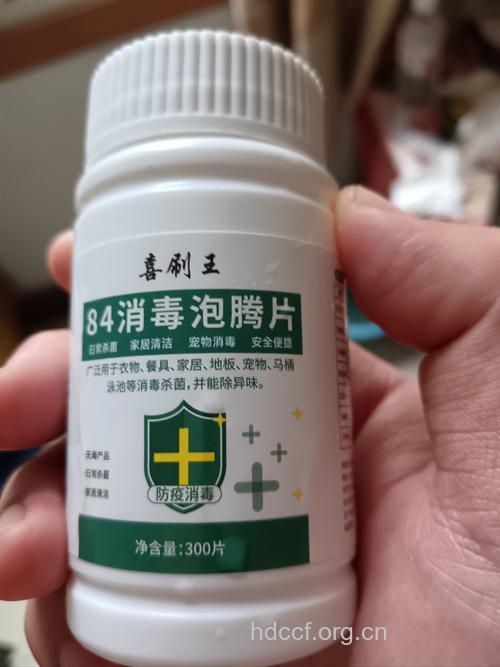 喜刷王
84消毒泡腾片
日常杀菌 家居清洁 宠物消毒 安全便捷
广泛用于衣物、餐具、家居、地板、宠物、马桶
泳池等消毒杀菌,并能除异味。
·无毒产品
·日常杀菌
·家居清洁
防疫消毒
净含量:300片
hdccf.org.cn